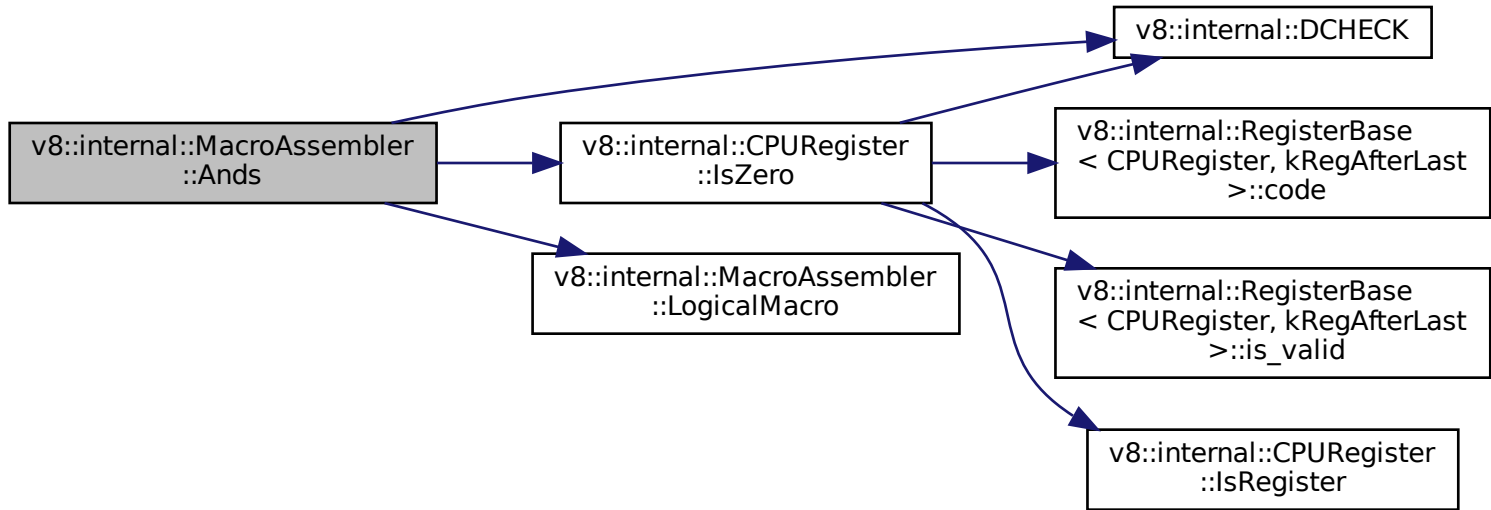 v8::internal::MacroAssembler
::Ands
v8::internal::CPURegister
::IsZero
v8::internal::MacroAssembler
::LogicalMacro
v8::internal::DCHECK
v8::internal::RegisterBase
< CPURegister, kRegAfterLast
>::code
v8::internal::RegisterBase
< CPURegister, kRegAfterLast
>::is_valid
v8::internal::CPURegister
::IsRegister